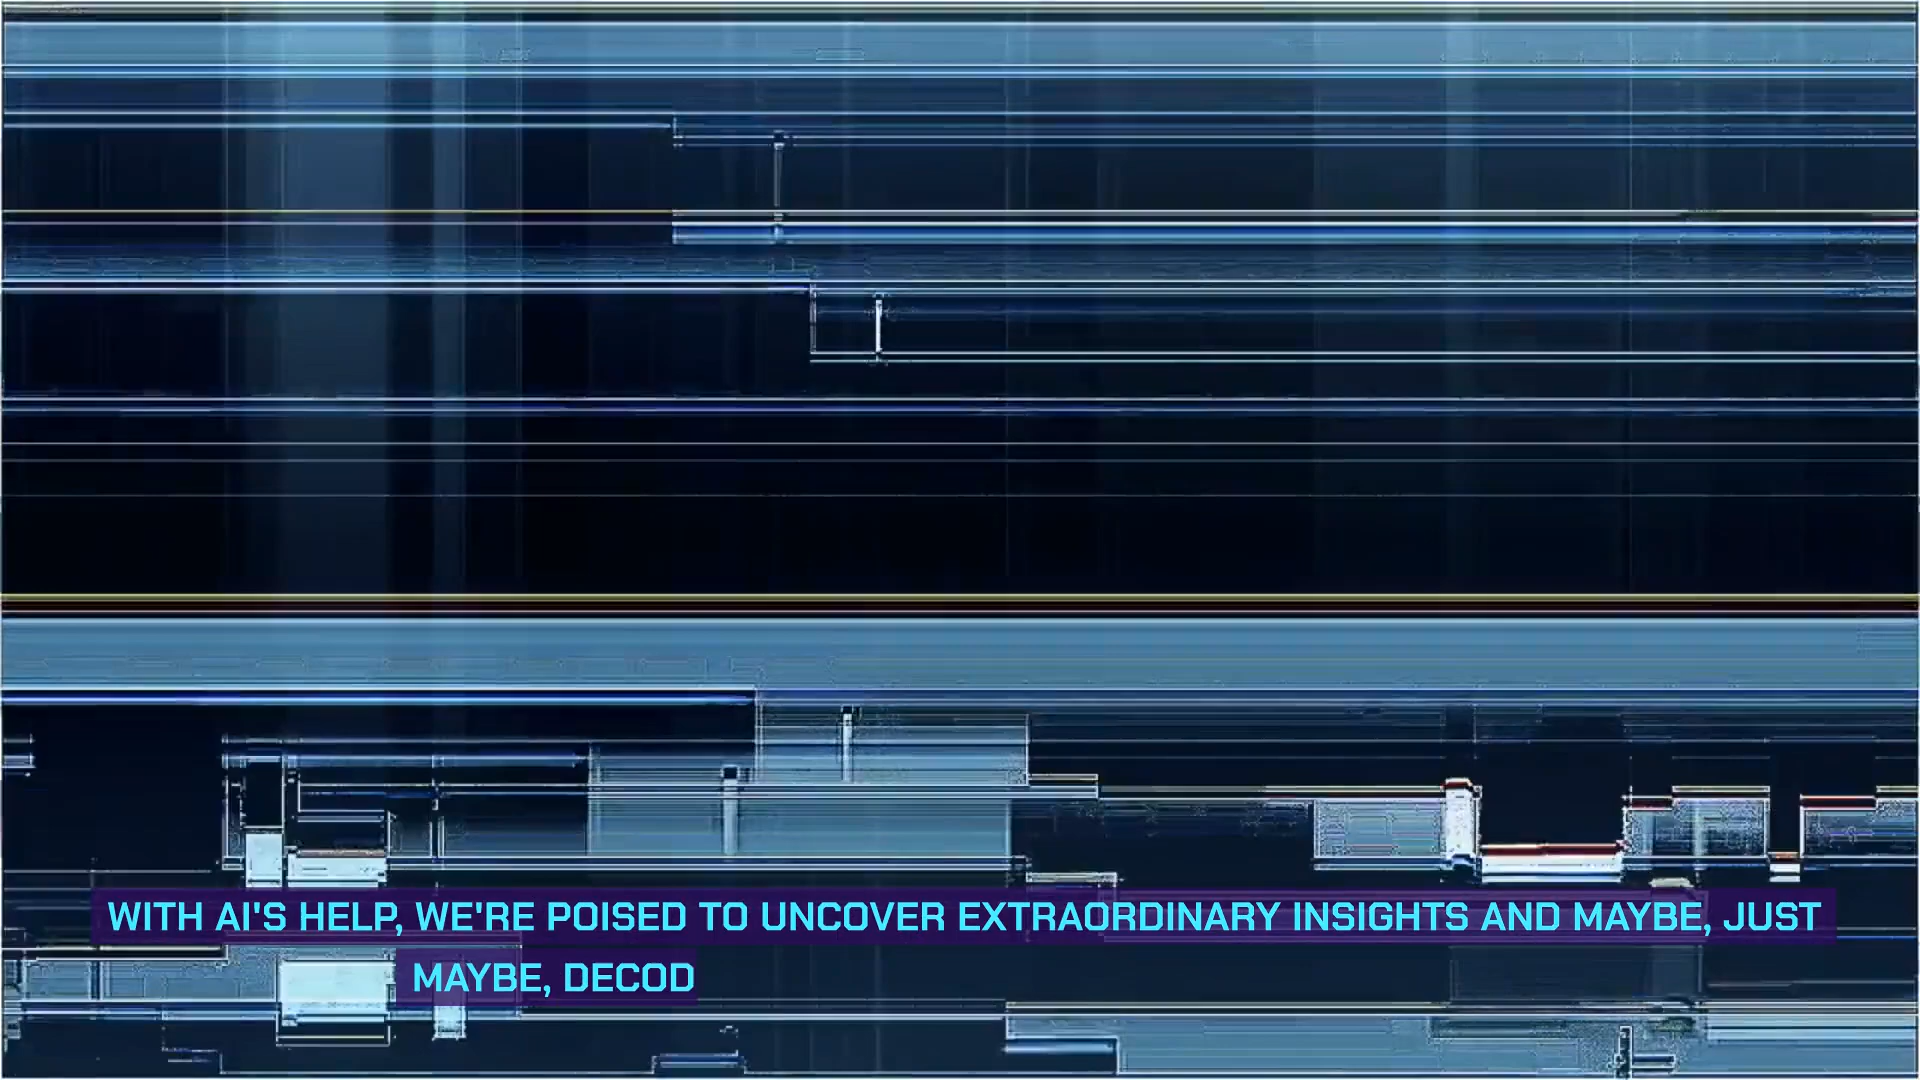 WITH AI'S HELP, WE'RE POISED TO UNCOVER EXTRAORDINARY INSIGHTS AND MAYBE, JUST
MAYBE, DECOD